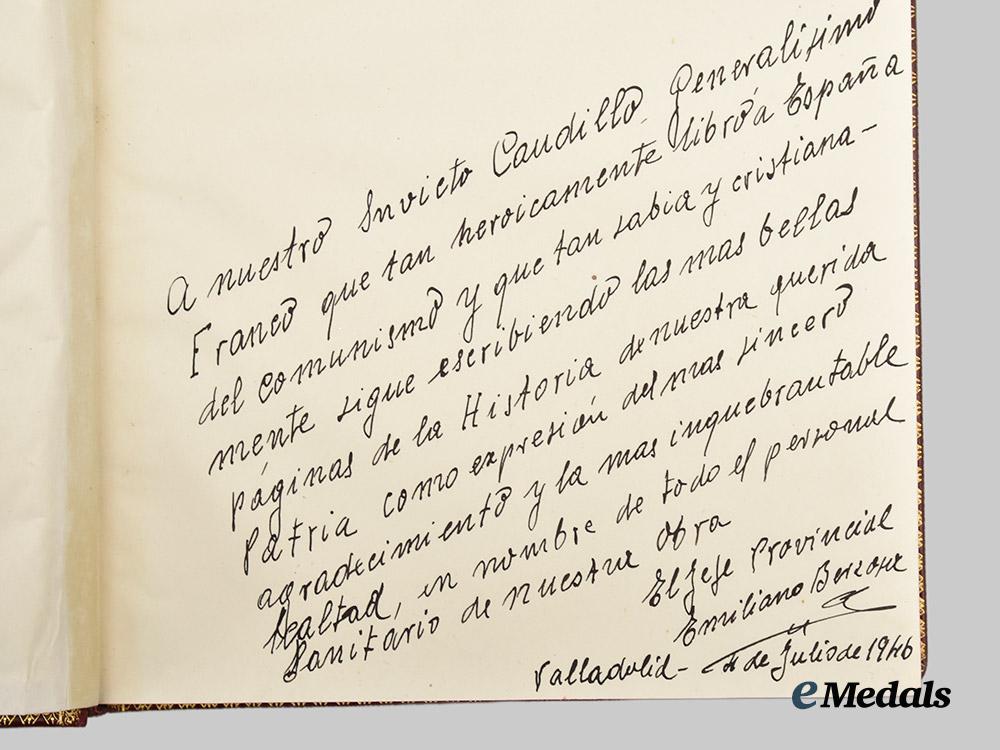 A nuestro Invicto Caudillo Generalisimo
Franco que tan heroicamente libró a España
del comunismo y que tan sabia y cristiana-
mente sigue escribiendo las mas bellas
páginas de la Historia de nuestra querida
Patria como expresión del mas sincero
agradecimiento y la mas inquebrantable
lealtad, en nombre de todo el personal
Sanitario de nuestra obra
El Jefe Provincial
Emiliano
Valladolid - 4 de Julio de 1946
eMedals